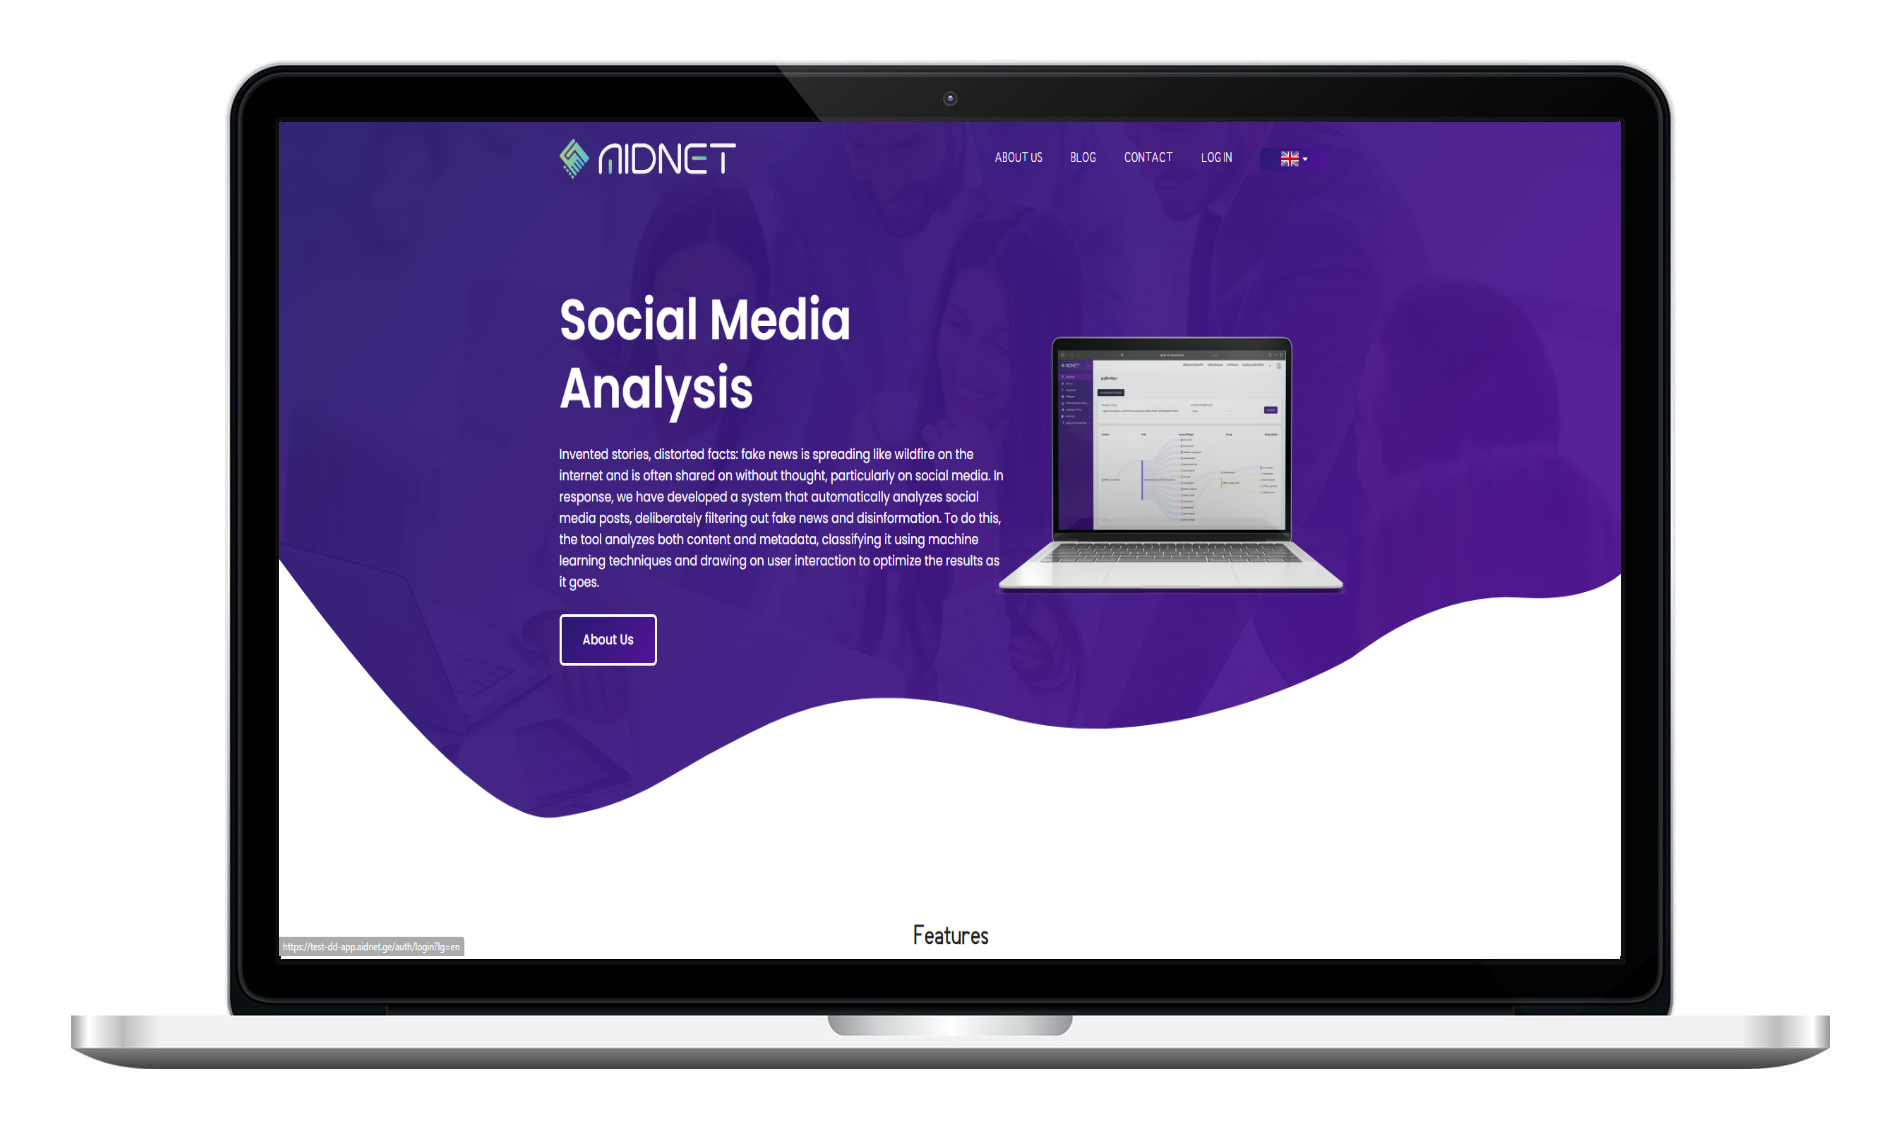 AIDNET
ABOUT US
BLOG
CONTACT
LOG IN
Social Media
Analysis
Invented stories, distorted facts: fake news is spreading like wildfire on the
internet and is often shared on without thought, particularly on social media. In
response, we have developed a system that automatically analyzes social
media posts, deliberately filtering out fake news and disinformation. To do this,
the tool analyzes both content and metadata, classifying it using machine
learning techniques and drawing on user interaction to optimize the results as
it goes.
About Us
Features
https://test-dd-app.aidnet.ge/auth/login?lg=en